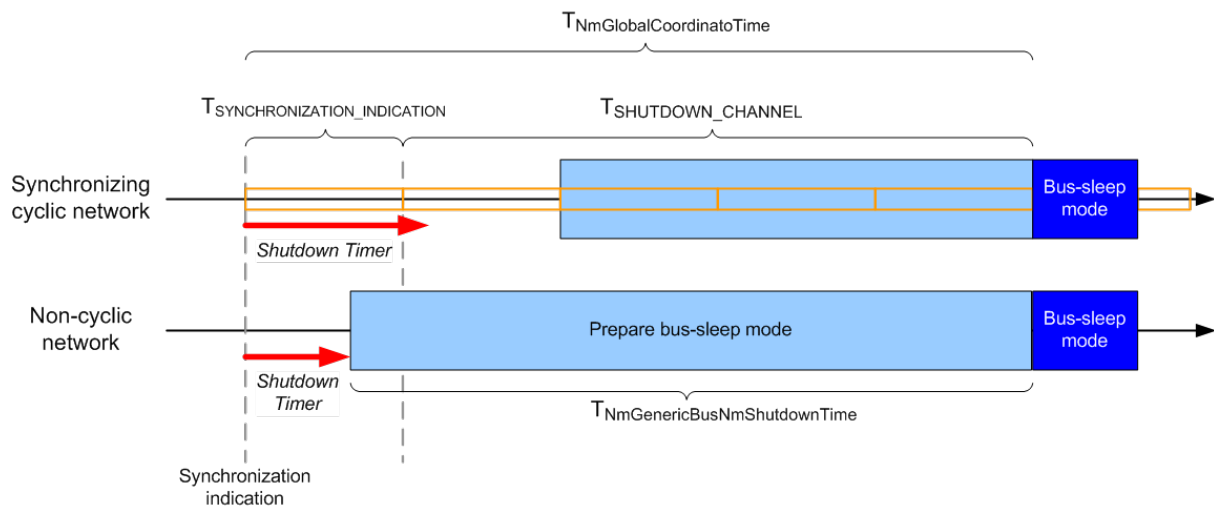 TNmGlobalCoordinatoTime
TSYNCHRONIZATION_INDICATION
TSHUTDOWN_CHANNEL
Synchronizing
cyclic network
Bus-sleep
mode
Shutdown Timer
Non-cyclic
network
Prepare bus-sleep mode
Bus-sleep
mode
Shutdown
Timer
TNmGenericBusNmShutdownTime
Synchronization
indication